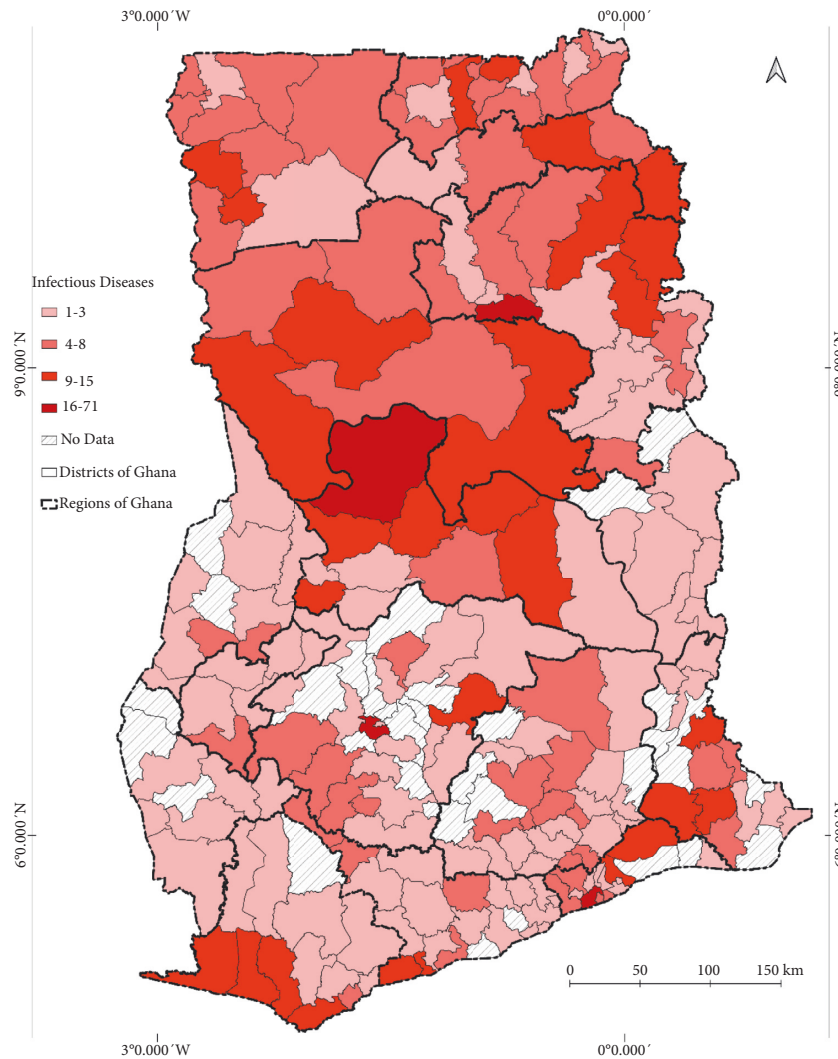 3°0.000´W 0°0.000´
Infectious Diseases
1-3
4-8
9-15
16-71
No Data
Districts of Ghana
Regions of Ghana
9°0.000´N
6°0.000´N
0 50 100 150 km
3°0.000´W 0°0.000´